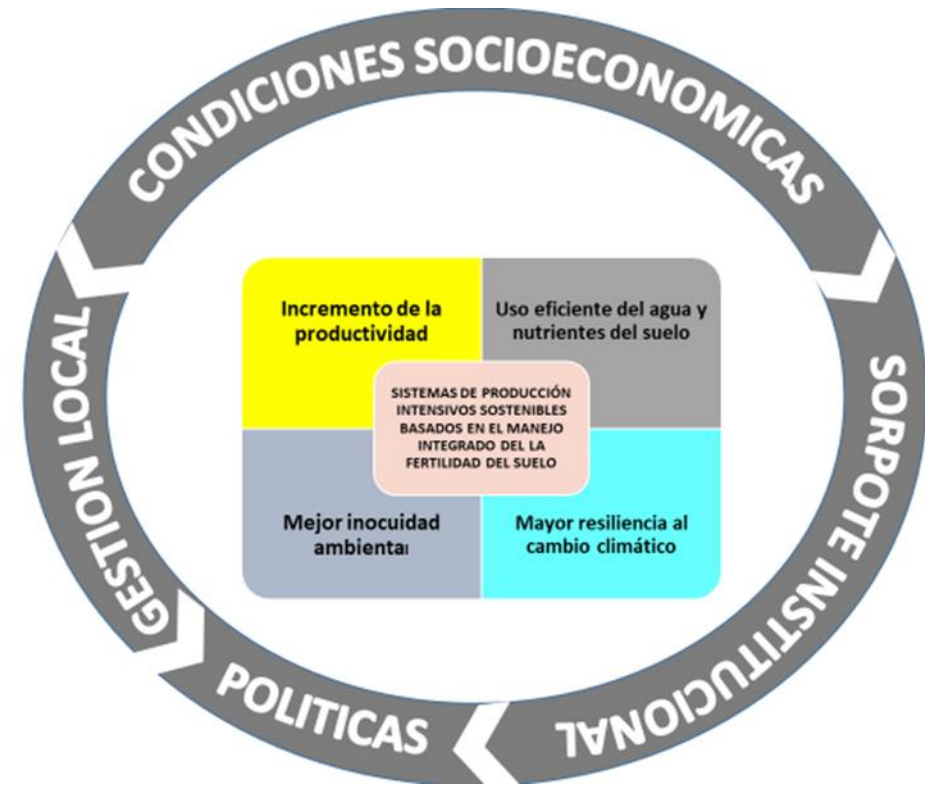 CONDICIONES SOCIOECONOMICAS
SORPOTE INSTITUCIONAL
POLITICAS
GESTION LOCAL
Incremento de la
productividad
Uso eficiente del agua y
nutrientes del suelo
SISTEMAS DE PRODUCCIÓN
INTENSIVOS SOSTENIBLES
BASADOS EN EL MANEJO
INTEGRADO DEL LA
FERTILIDAD DEL SUELO
Mejor inocuidad
ambiental
Mayor resiliencia al
cambio climático